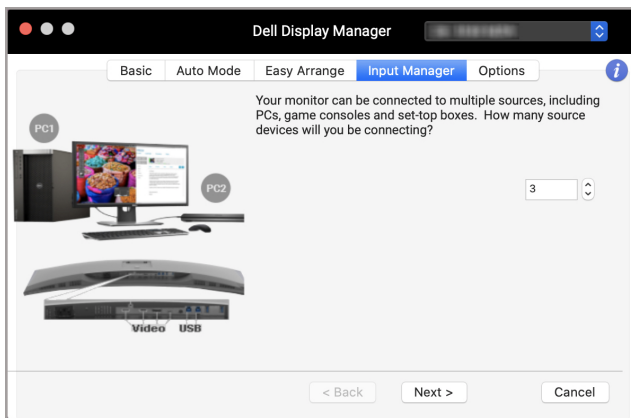 Dell Display Manager
Basic
Auto Mode
Easy Arrange
Input Manager
Options
i
Your monitor can be connected to multiple sources, including
PCs, game consoles and set-top boxes. How many source
devices will you be connecting?
PC1
PC2
3
Video
USB
< Back
Next >
Cancel